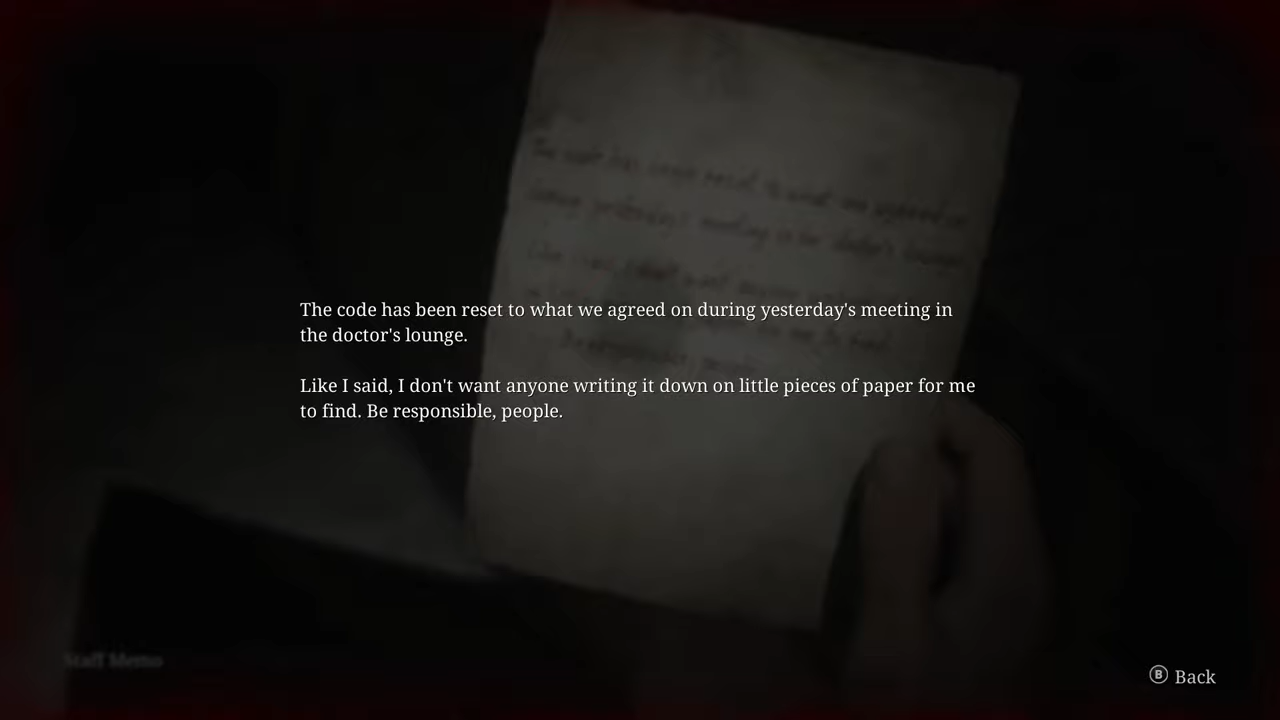 The code has been reset to what we agreed on during yesterday's meeting in
the doctor's lounge.
Like I said, I don't want anyone writing it down on little pieces of paper for me
to find. Be responsible, people.
Staff Memo
B Back